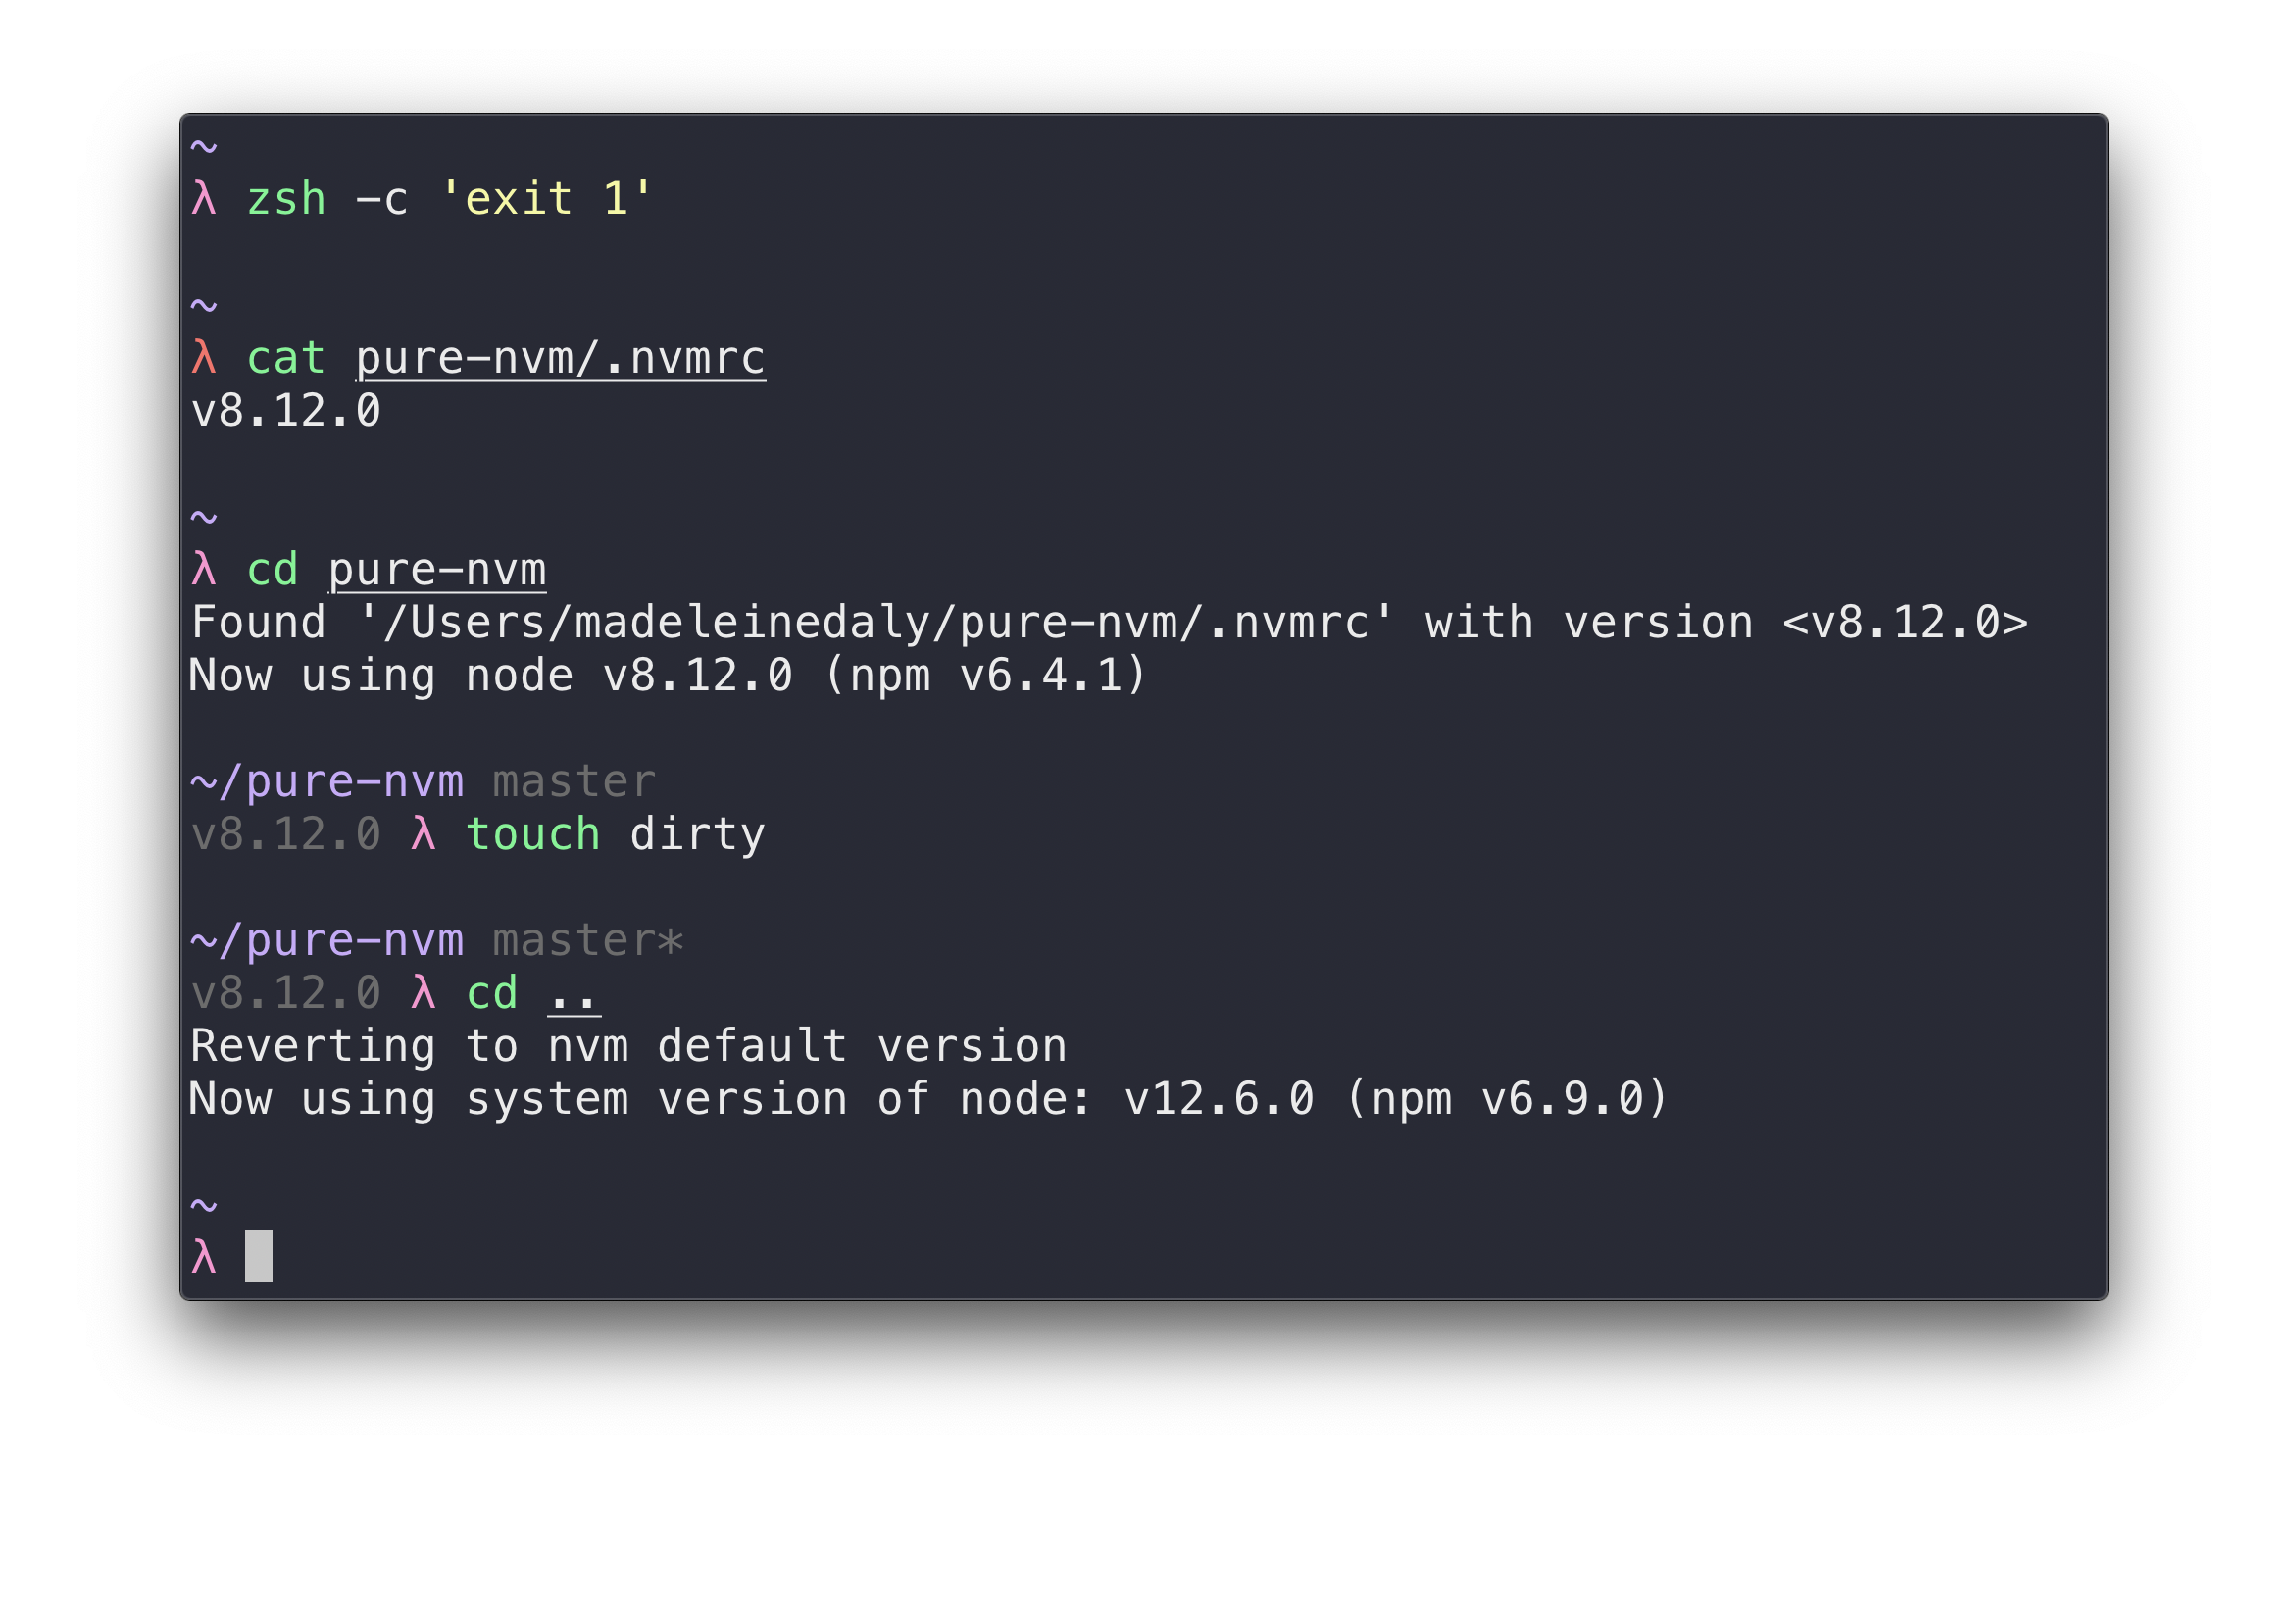 ~
λ zsh -c 'exit 1'
~
λ cat pure-nvm/.nvmrc
v8.12.0
~
λ cd pure-nvm
Found '/Users/madeleinedaly/pure-nvm/.nvmrc' with version <v8.12.0>
Now using node v8.12.0 (npm v6.4.1)
~/pure-nvm master
v8.12.0 λ touch dirty
~/pure-nvm master*
v8.12.0 λ cd ..
Reverting to nvm default version
Now using system version of node: v12.6.0 (npm v6.9.0)
~
λ